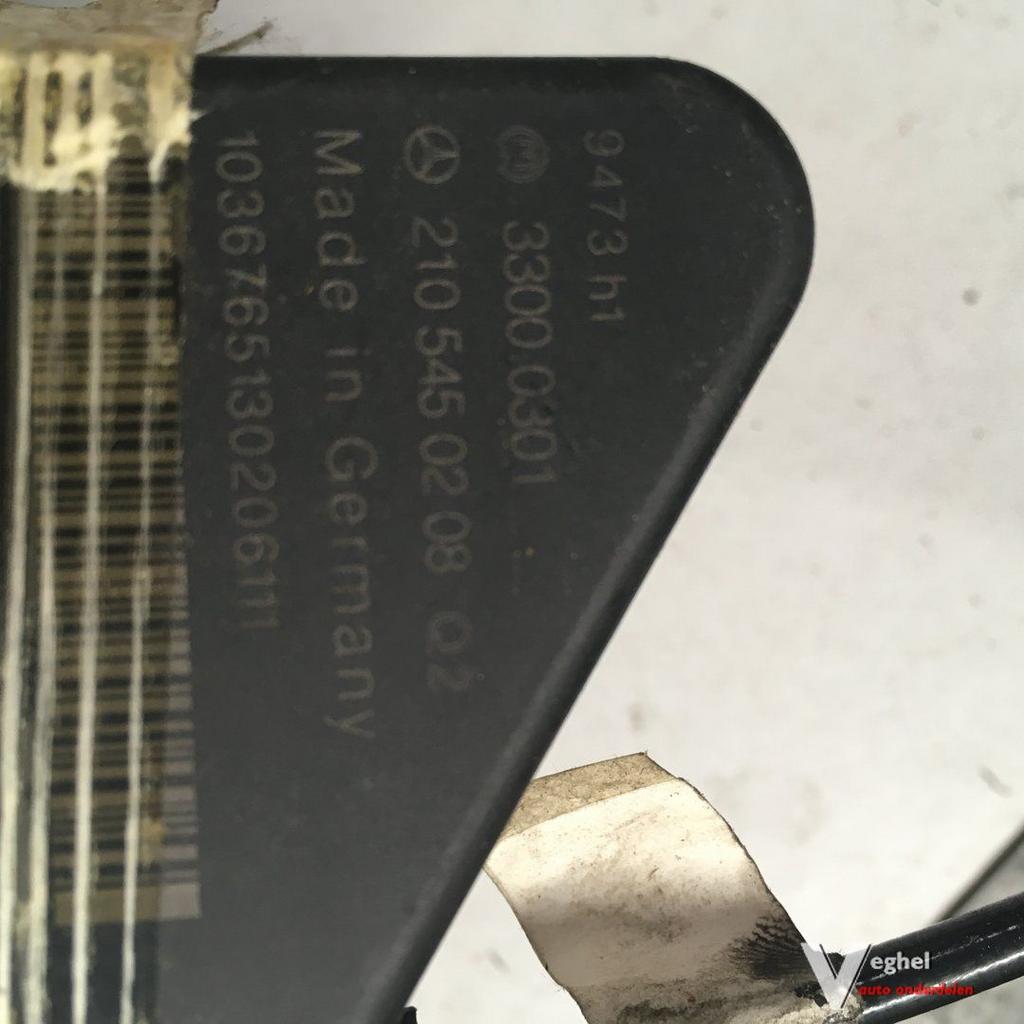 9473 h1
3300 0301
210 545 02 08 Q2
Made in Germany
1036765130206111
Veghel
auto onderdelen